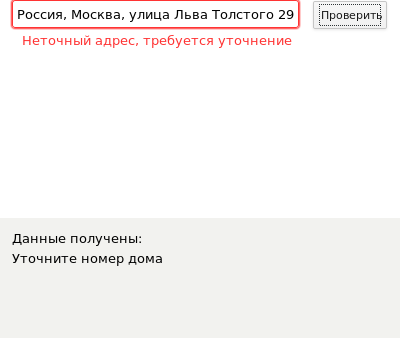 Россия, Москва, улица Льва Толстого 29
Проверить
Неточный адрес, требуется уточнение
Данные получены:
Уточните номер дома